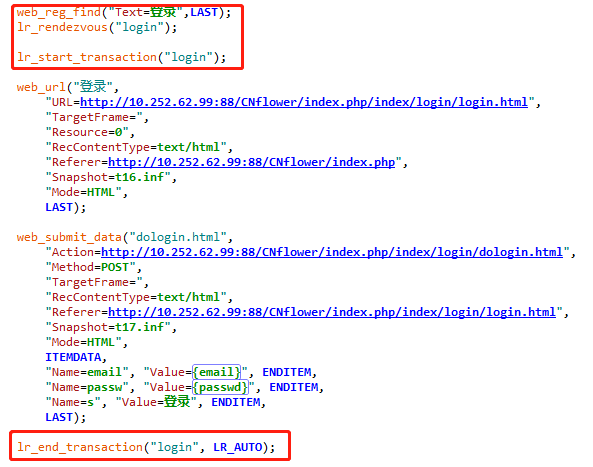 web_reg_find("Text=登录",LAST);
lr_rendezvous("login");
lr_start_transaction("login");
web_url("登录",
"URL=http://10.252.62.99:88/CNflower/index.php/index/login/login.html",
"TargetFrame=",
"Resource=0",
"RecContentType=text/html",
"Referer=http://10.252.62.99:88/CNflower/index.php",
"Snapshot=t16.inf",
"Mode=HTML",
LAST);
web_submit_data("dologin.html",
"Action=http://10.252.62.99:88/CNflower/index.php/index/login/dologin.html",
"Method=POST",
"TargetFrame=",
"RecContentType=text/html",
"Referer=http://10.252.62.99:88/CNflower/index.php/index/login/login.html",
"Snapshot=t17.inf",
"Mode=HTML",
ITEMDATA,
"Name=email", "Value={email}", ENDITEM,
"Name=passw", "Value={passwd}", ENDITEM,
"Name=s", "Value=登录", ENDITEM,
LAST);
lr_end_transaction("login", LR_AUTO);